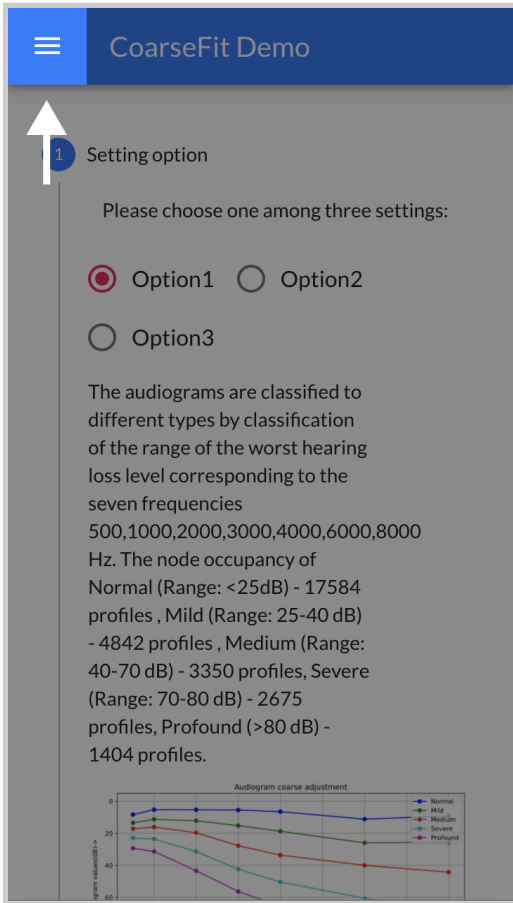 CoarseFit Demo
1 Setting option
Please choose one among three settings:
Option1 Option2
Option3
The audiograms are classified to
different types by classification
of the range of the worst hearing
loss level corresponding to the
seven frequencies
500,1000,2000,3000,4000,6000,8000
Hz. The node occupancy of
Normal (Range: <25dB) - 17584
profiles , Mild (Range: 25-40 dB)
- 4842 profiles , Medium (Range:
40-70 dB) - 3350 profiles, Severe
(Range: 70-80 dB) - 2675
profiles, Profound (>80 dB) -
1404 profiles.
Audiogram coarse adjustment
0
20
40
60
gram values(dB)->
Normal
Mild
Medium
Severe
Profound